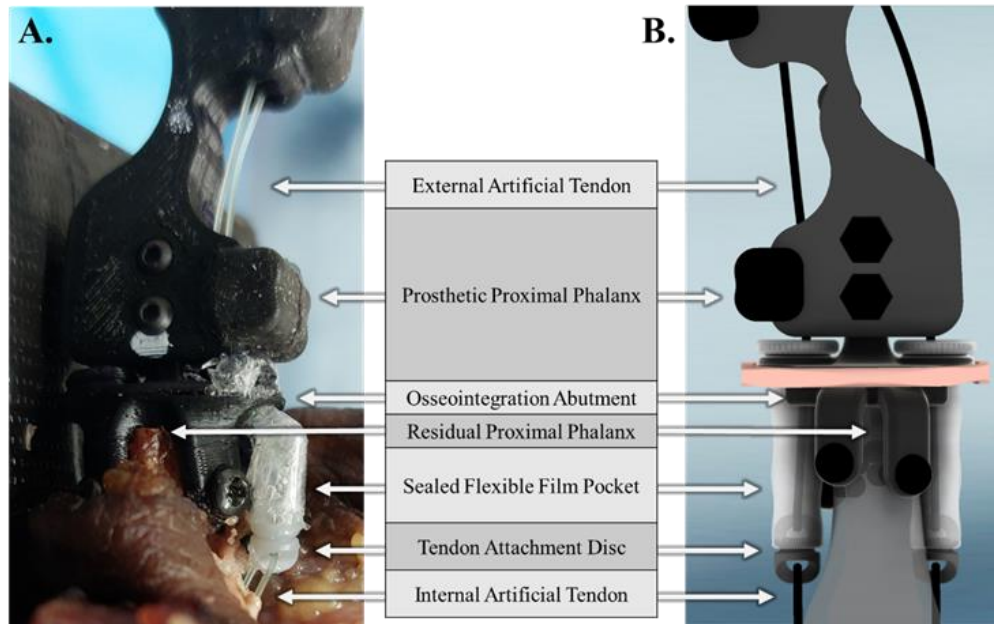 A.
B.
External Artificial Tendon
Prosthetic Proximal Phalanx
Osseointegration Abutment
Residual Proximal Phalanx
Sealed Flexible Film Pocket
Tendon Attachment Disc
Internal Artificial Tendon